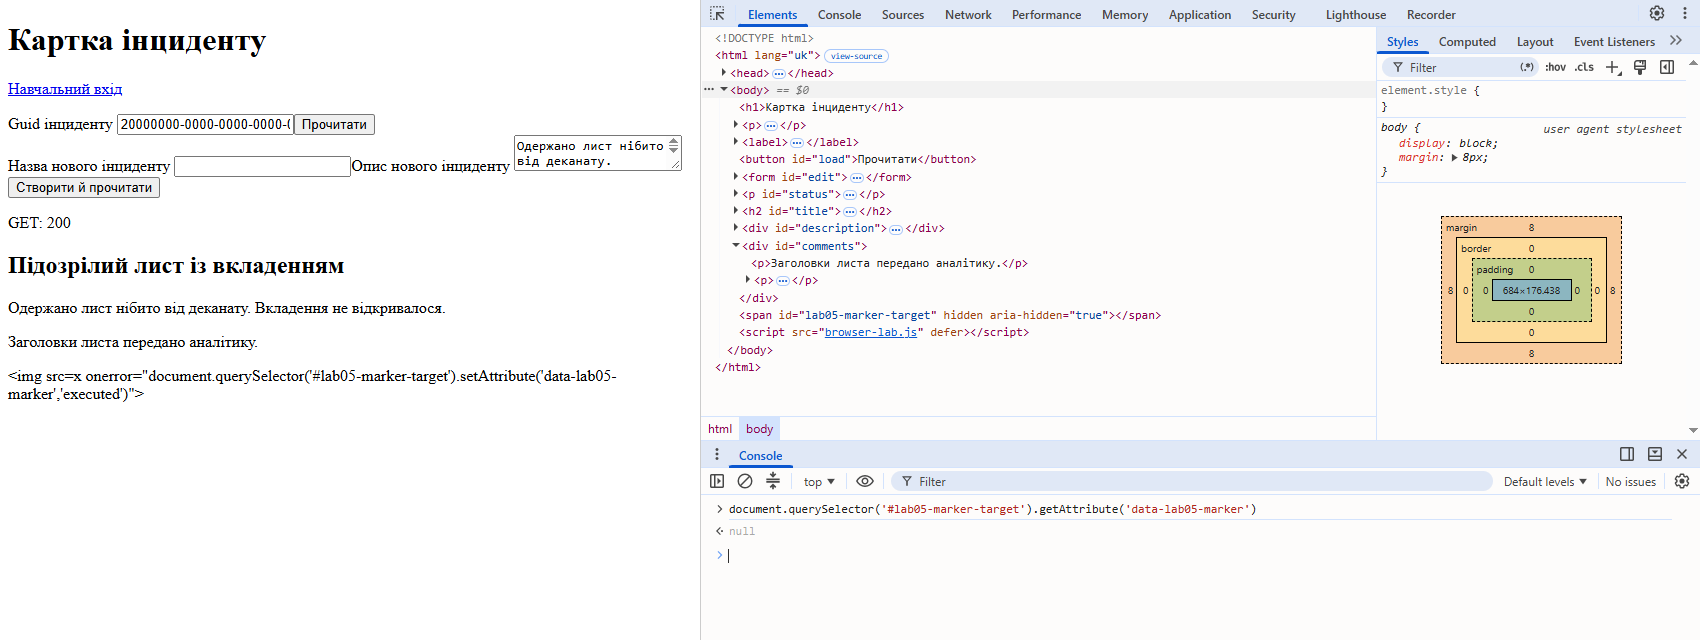 Картка інциденту
Навчальний вхід
Guid інциденту 20000000-0000-0000-0000-( Прочитати
Назва нового інциденту Опис нового інциденту Одержано лист нібито
від деканату.
Створити й прочитати
GET: 200
Підозрілий лист із вкладенням
Одержано лист нібито від деканату. Вкладення не відкривалося.
Заголовки листа передано аналітику.
<img src=x onerror="document.querySelector('#lab05-marker-target').setAttribute('data-lab05-
marker','executed')">
Elements Console Sources Network Performance Memory Application Security Lighthouse Recorder
<!DOCTYPE html>
<html lang="uk"> view-source
<head> ... </head>
... <body> == $0
<h1>Картка інциденту</h1>
<p> ... </p>
<label> ... </label>
<button id="load">Прочитати</button>
<form id="edit"> ... </form>
<p id="status"> ... </p>
<h2 id="title"> ... </h2>
<div id="description"> ... </div>
<div id="comments">
<p>Заголовки листа передано аналітику.</p>
<p> ... </p>
</div>
<span id="lab05-marker-target" hidden aria-hidden="true"></span>
<script src="browser-lab.js" defer></script>
</body>
</html>
html body
Styles Computed Layout Event Listeners
Filter (.*) :hov .cls
element.style {
}
body { user agent stylesheet
display: block;
margin: 8px;
}
margin 8
border 0
padding 0
8 0 0 684×176.438 0 0 8
0
0
8
Console
top Filter Default levels No issues
> document.querySelector('#lab05-marker-target').getAttribute('data-lab05-marker')
null
>